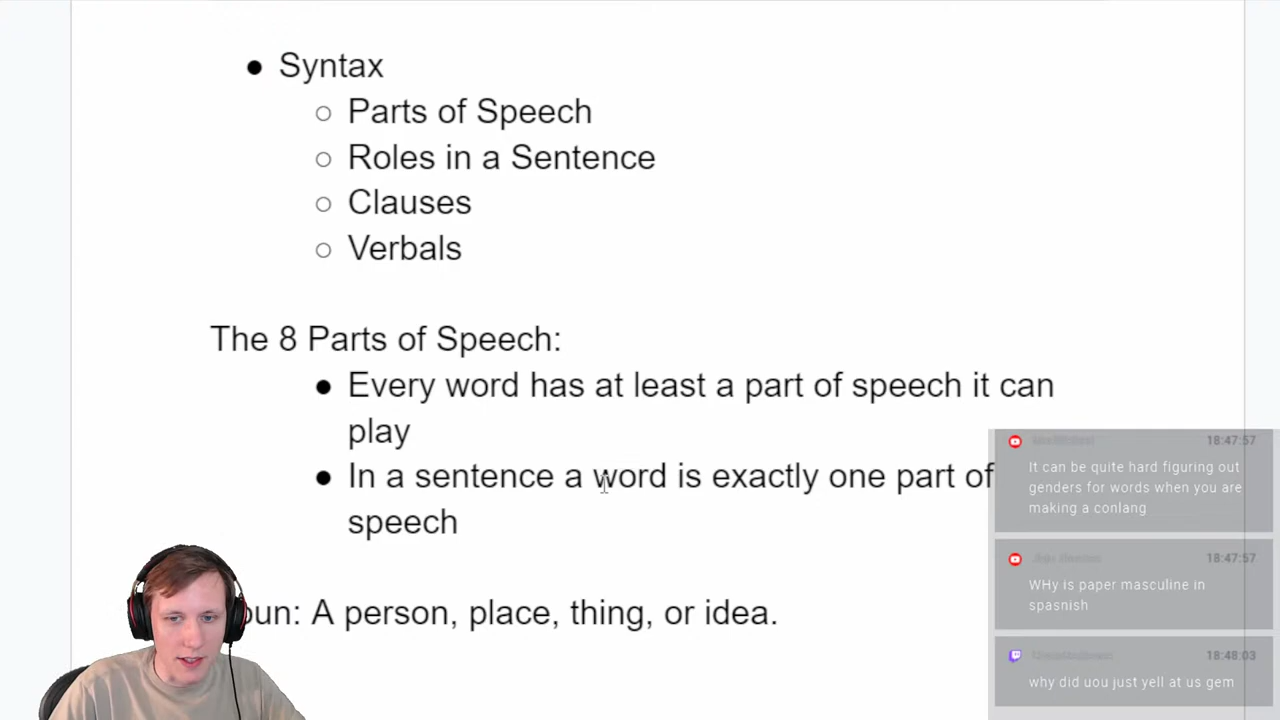 Syntax
Parts of Speech
Roles in a Sentence
Clauses
Verbals
The 8 Parts of Speech:
Every word has at least a part of speech it can
play
In a sentence a word is exactly one part of
speech
oun: A person, place, thing, or idea.
18:47:57
It can be quite hard figuring out
genders for words when you are
making a conlang
18:47:57
WHy is paper masculine in
spasnish
18:48:03
why did uou just yell at us gem